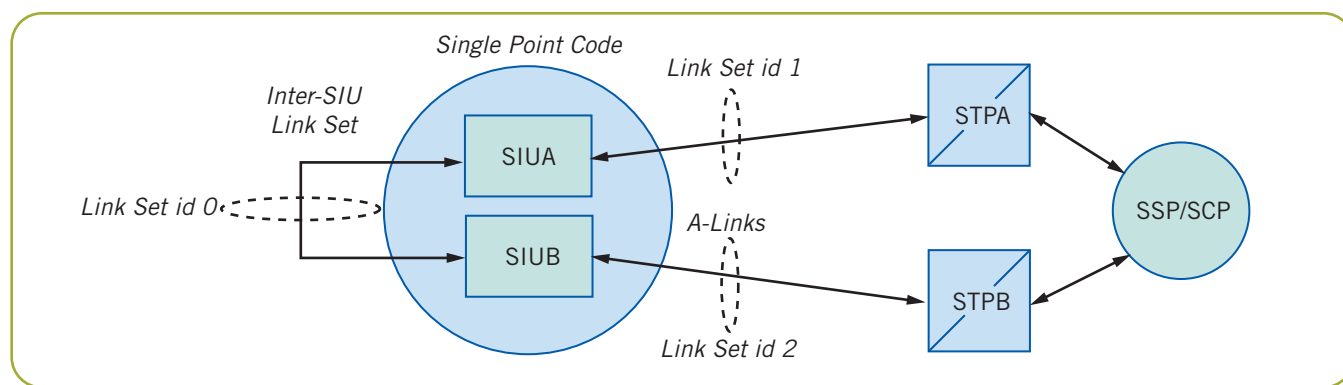 Single Point Code
Inter-SIU
Link Set
Link Set id 1
STPA
SIUA
Link Set id 0
SSP/SCP
A-Links
SIUB
STPB
Link Set id 2